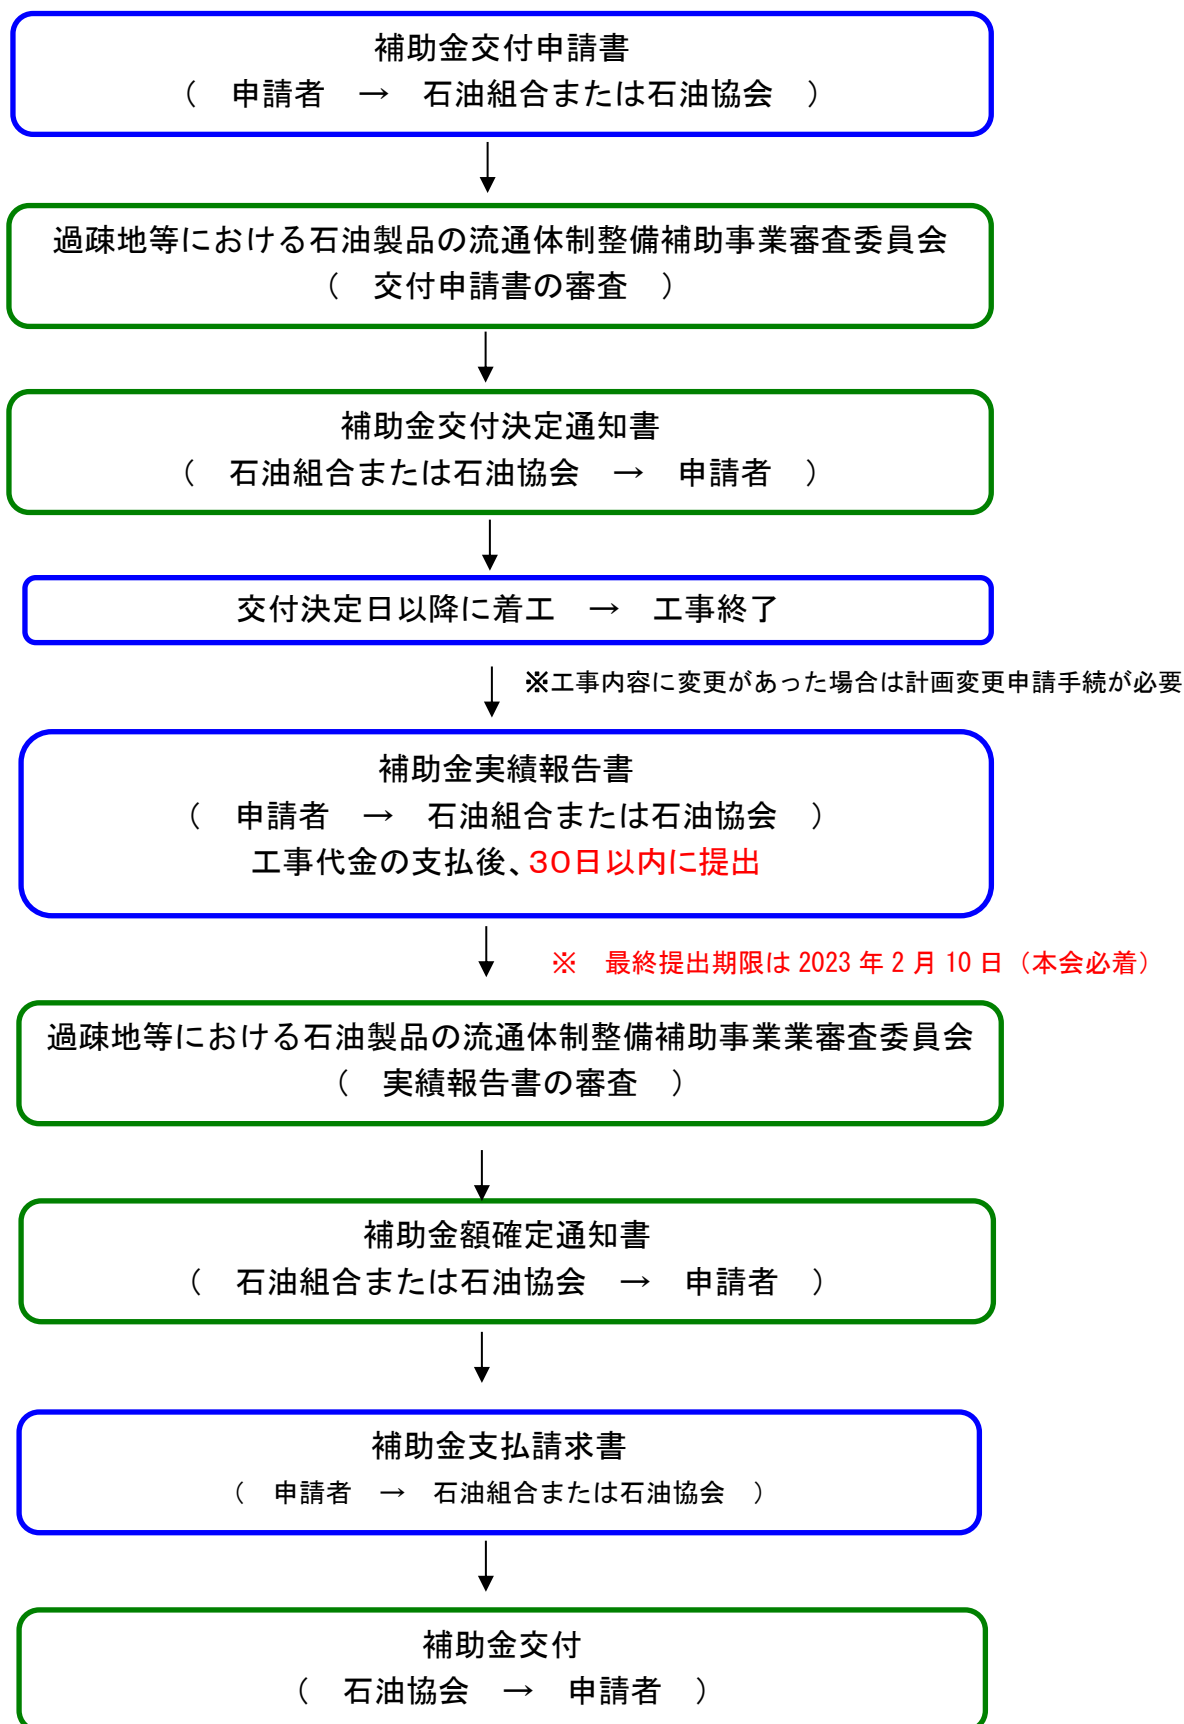 補助金交付申請書
（　申請者　→　石油組合または石油協会　）
過疎地等における石油製品の流通体制整備補助事業審査委員会
（　交付申請書の審査　）
補助金交付決定通知書
（　石油組合または石油協会　→　申請者　）
交付決定日以降に着工　→　工事終了
※工事内容に変更があった場合は計画変更申請手続が必要
補助金実績報告書
（　申請者　→　石油組合または石油協会　）
工事代金の支払後、３０日以内に提出
※　最終提出期限は 2023 年 2 月 10 日（本会必着）
過疎地等における石油製品の流通体制整備補助事業業審査委員会
（　実績報告書の審査　）
補助金額確定通知書
（　石油組合または石油協会　→　申請者　）
補助金支払請求書
（　申請者　→　石油組合または石油協会　）
補助金交付
（　石油協会　→　申請者　）